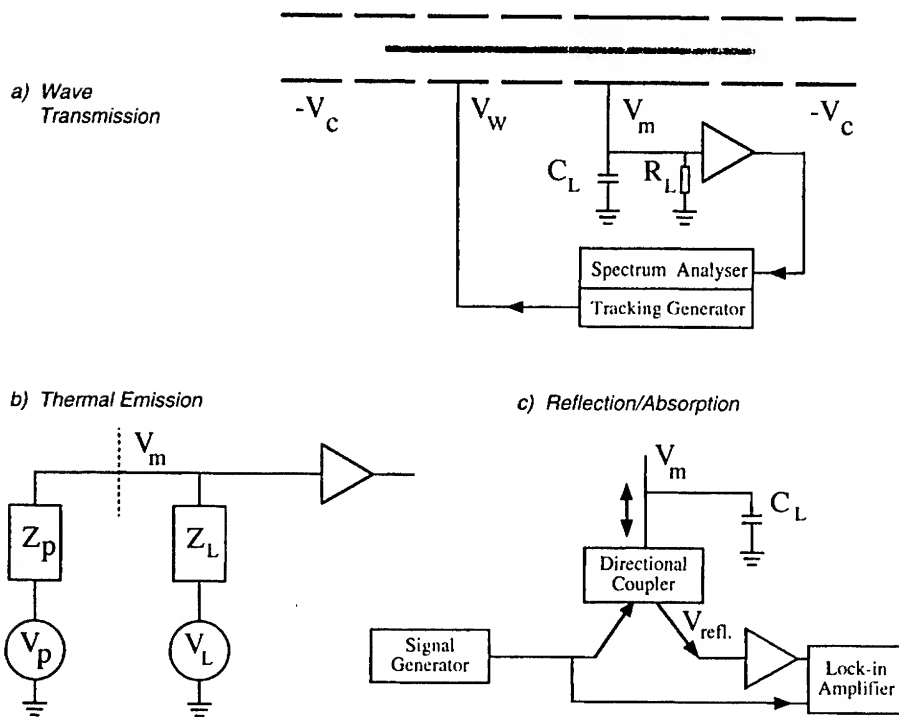 a) Wave
Transmission
-V_c
V_W
V_m
-V_c
C_L
R_L
Spectrum Analyser
Tracking Generator
b) Thermal Emission
V_m
Z_p
Z_L
V_p
V_L
c) Reflection/Absorption
V_m
C_L
Directional
Coupler
V_refl.
Signal
Generator
Lock-in
Amplifier